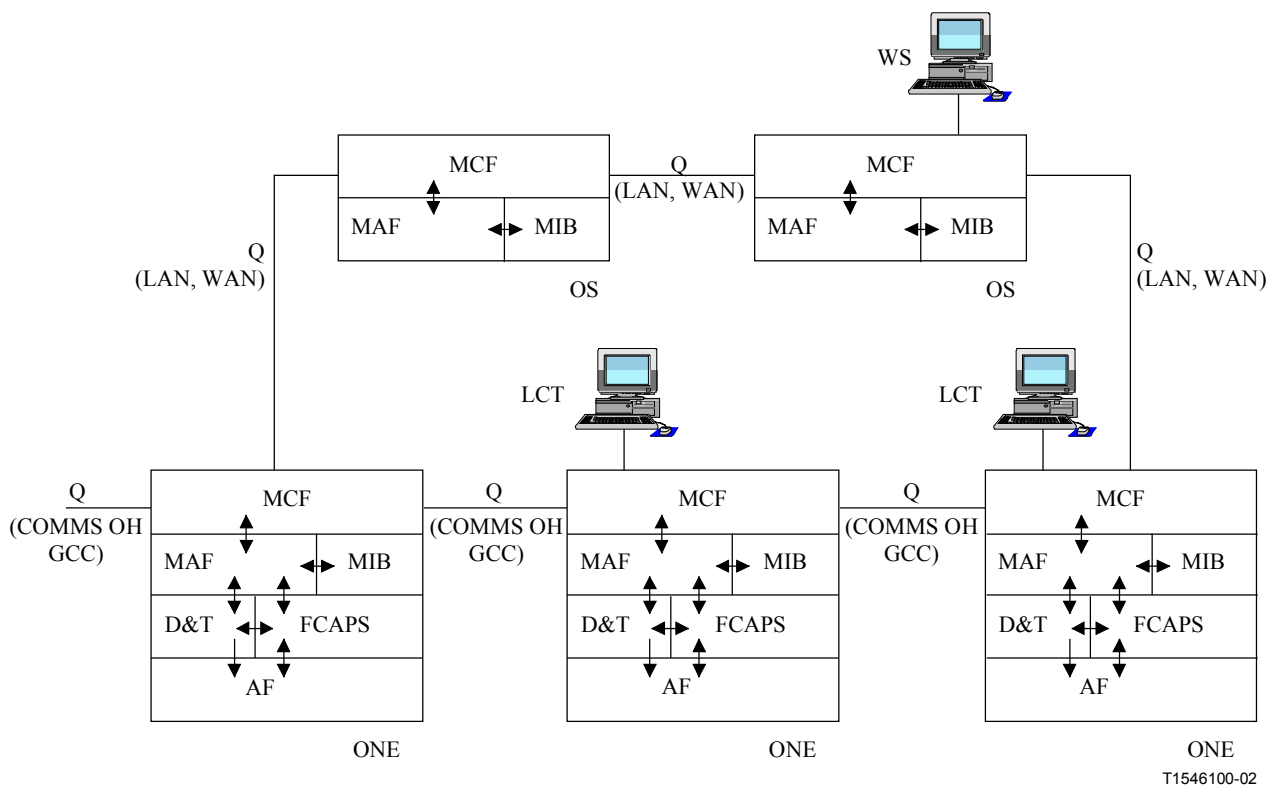 WS
MCF
Q
(LAN, WAN)
MCF
MAF
MIB
MAF
MIB
Q
(LAN, WAN)
Q
(LAN, WAN)
OS
OS
LCT
LCT
Q
(COMMS OH
GCC)
MCF
Q
(COMMS OH
GCC)
MCF
Q
(COMMS OH
GCC)
MCF
MAF
MIB
MAF
MIB
MAF
MIB
D&T
FCAPS
D&T
FCAPS
D&T
FCAPS
AF
AF
AF
ONE
ONE
ONE
T1546100-02